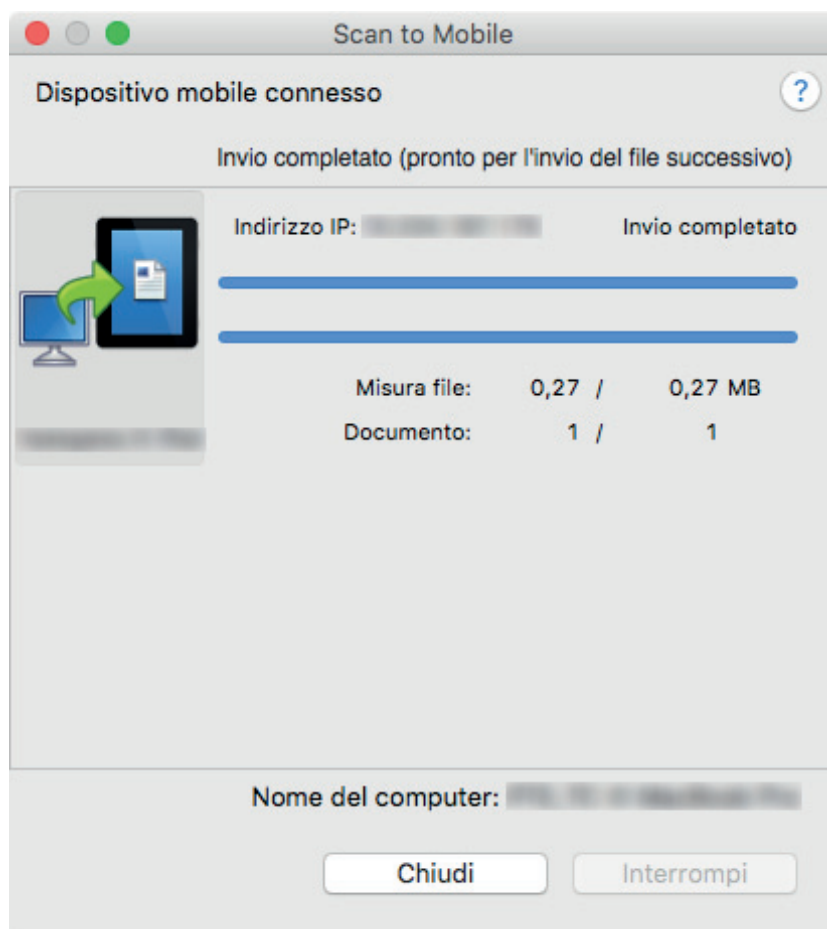 Scan to Mobile
Dispositivo mobile connesso
?
Invio completato (pronto per l'invio del file successivo)
Indirizzo IP: Invio completato
Misura file: 0,27 / 0,27 MB
Documento: 1 / 1
Nome del computer:
Chiudi Interrompi